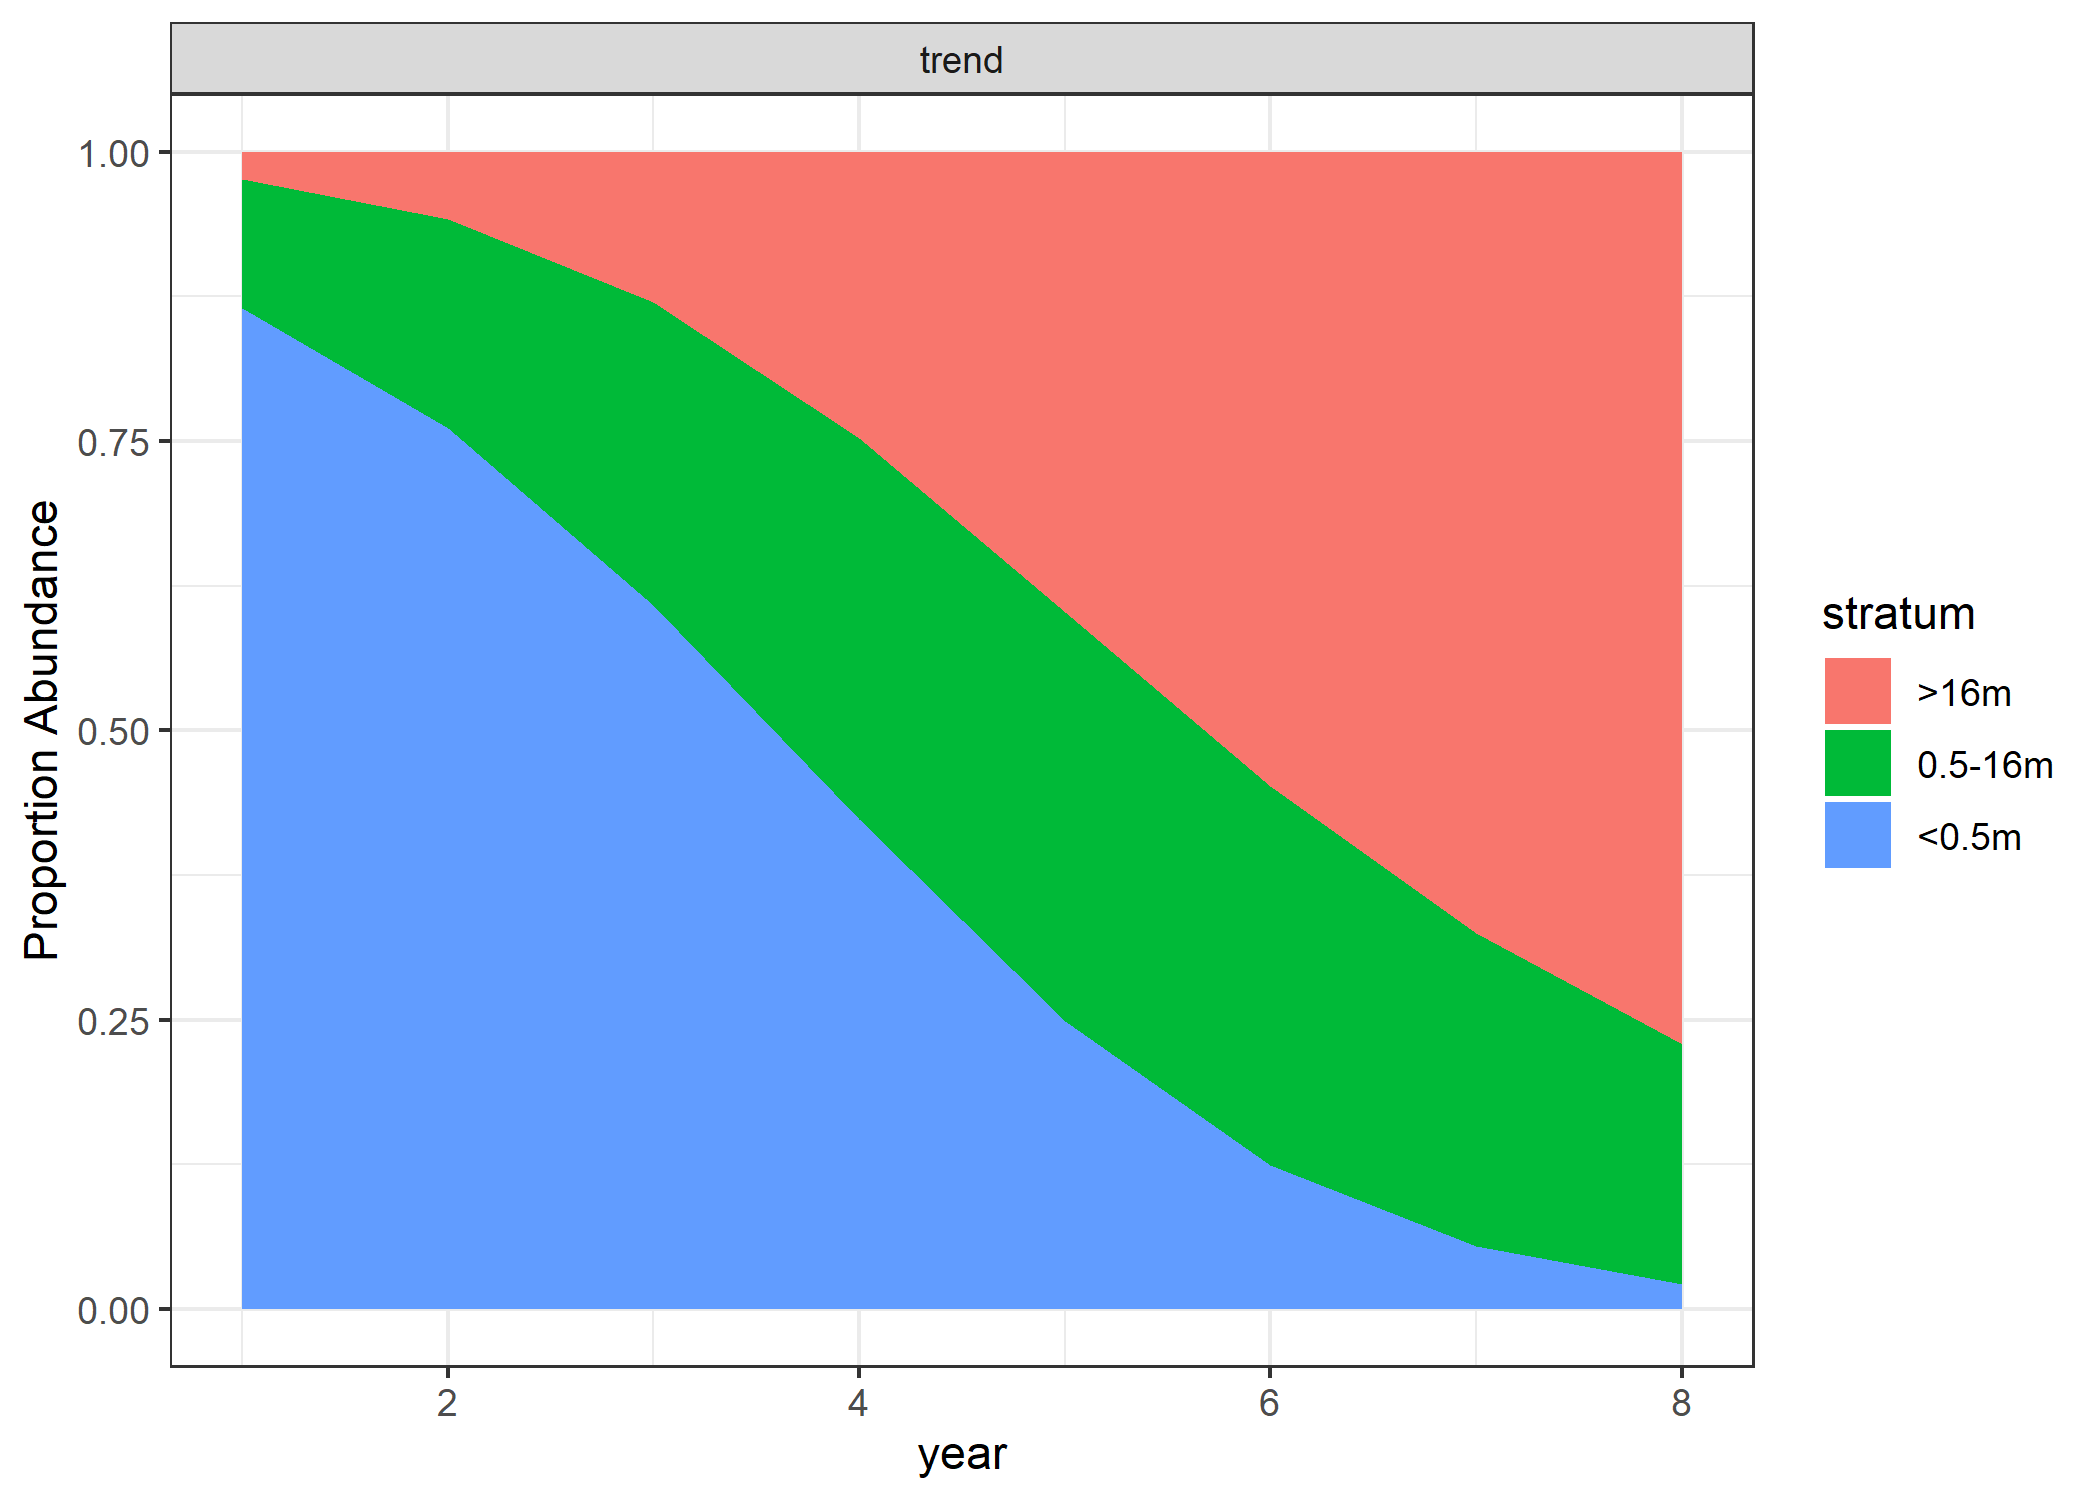 trend
1.00
0.75
0.50
0.25
0.00
Proportion Abundance
2 4 6 8
year
stratum
>16m
0.5-16m
<0.5m